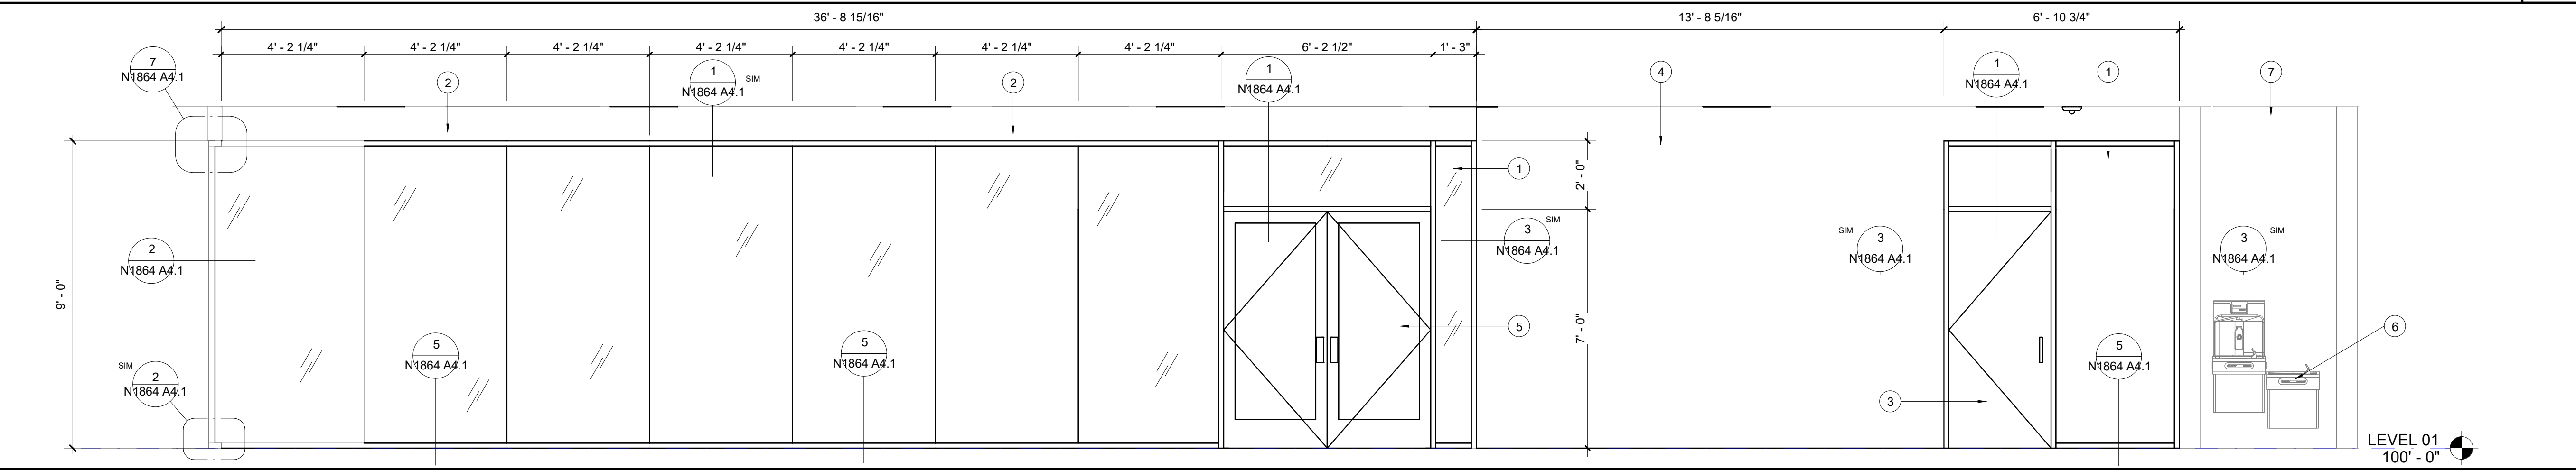 36' - 8 15/16"
13' - 8 5/16"
6' - 10 3/4"
4' - 2 1/4"
4' - 2 1/4"
4' - 2 1/4"
4' - 2 1/4"
4' - 2 1/4"
4' - 2 1/4"
4' - 2 1/4"
6' - 2 1/2"
1' - 3"
7
N1864 A4.1
2
1
N1864 A4.1
SIM
2
1
N1864 A4.1
4
1
N1864 A4.1
1
7
1
2' - 0"
3
N1864 A4.1
SIM
SIM
3
N1864 A4.1
3
N1864 A4.1
SIM
2
N1864 A4.1
9' - 0"
5
7' - 0"
6
5
N1864 A4.1
5
N1864 A4.1
5
N1864 A4.1
SIM
2
N1864 A4.1
3
LEVEL 01
100' - 0"